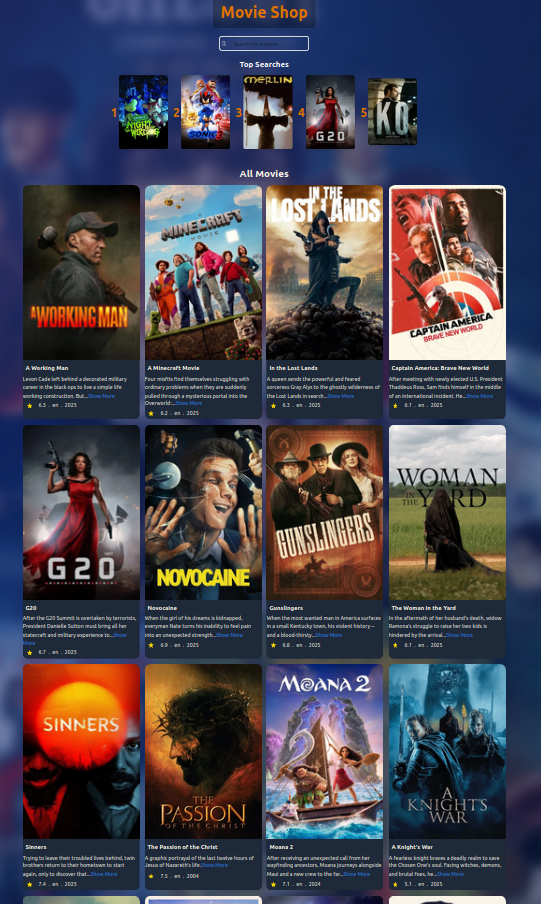 Movie Shop
Top Searches
1
2
3
4
5
NIGHT
SONIC 3
MERLIN
G20
K.O.
All Movies
A WORKING MAN
MINECRAFT
IN THE
LOST LANDS
CAPTAIN AMERICA
BRAVE NEW WORLD
A Working Man
Levon Cade left behind a decorated military
career in the black ops to live a simple life
working construction. But...Show More
6.3 . en . 2025
A Minecraft Movie
Four misfits find themselves struggling with
ordinary problems when they are suddenly
pulled through a mysterious portal into the
Overworld:...Show More
6.2 . en . 2025
In the Lost Lands
A queen sends the powerful and feared
sorceress Gray Alys to the ghostly wilderness of
the Lost Lands in search...Show More
6.3 . en . 2025
Captain America: Brave New World
After meeting with newly elected U.S. President
Thaddeus Ross, Sam finds himself in the middle
of an international incident. He...Show More
6.1 . en . 2025
G20
NOVOCAINE
GUNSLINGERS
WOMAN
IN THE YARD
G20
After the G20 Summit is overtaken by terrorists,
President Danielle Sutton must bring all her
statecraft and military experience to...Show
More
6.7 . en . 2025
Novocaine
When the girl of his dreams is kidnapped,
everyman Nate turns his inability to feel pain
into an unexpected strength...Show More
6.9 . en . 2025
Gunslingers
When the most wanted man in America surfaces
in a small Kentucky town, his violent history –
and a blood-thirsty...Show More
6.8 . en . 2025
The Woman in the Yard
In the aftermath of her husband's death, widow
Ramona's struggle to raise her two kids is
hindered by the arrival...Show More
6.1 . en . 2025
SINNERS
THE
PASSION
OF THE CHRIST
MOANA 2
A
KNIGHT'S
WAR
Sinners
Trying to leave their troubled lives behind, twin
brothers return to their hometown to start
again, only to discover that...Show More
7.4 . en . 2025
The Passion of the Christ
A graphic portrayal of the last twelve hours of
Jesus of Nazareth's life.Show More
7.5 . en . 2004
Moana 2
After receiving an unexpected call from her
wayfinding ancestors, Moana journeys alongside
Maui and a new crew to the far...Show More
7.1 . en . 2024
A Knight's War
A fearless knight braves a deadly realm to save
the Chosen One's soul. Facing witches, demons,
and brutal foes, he...Show More
5.1 . en . 2025